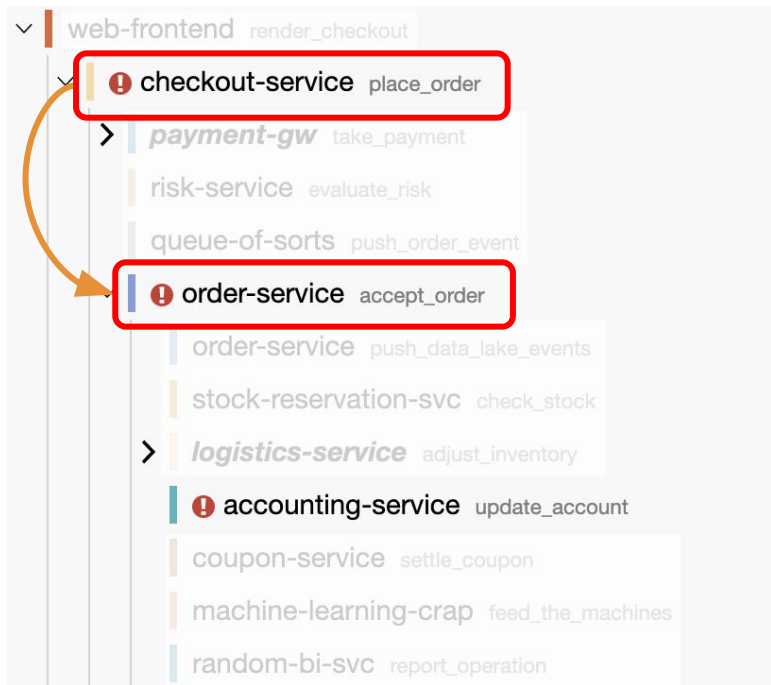 web-frontend render_checkout
checkout-service place_order
payment-gw take_payment
risk-service evaluate_risk
queue-of-sorts push_order_event
order-service accept_order
order-service push_data_lake_events
stock-reservation-svc check_stock
logistics-service adjust_inventory
accounting-service update_account
coupon-service settle_coupon
machine-learning-crap feed_the_machines
random-bi-svc report_operation